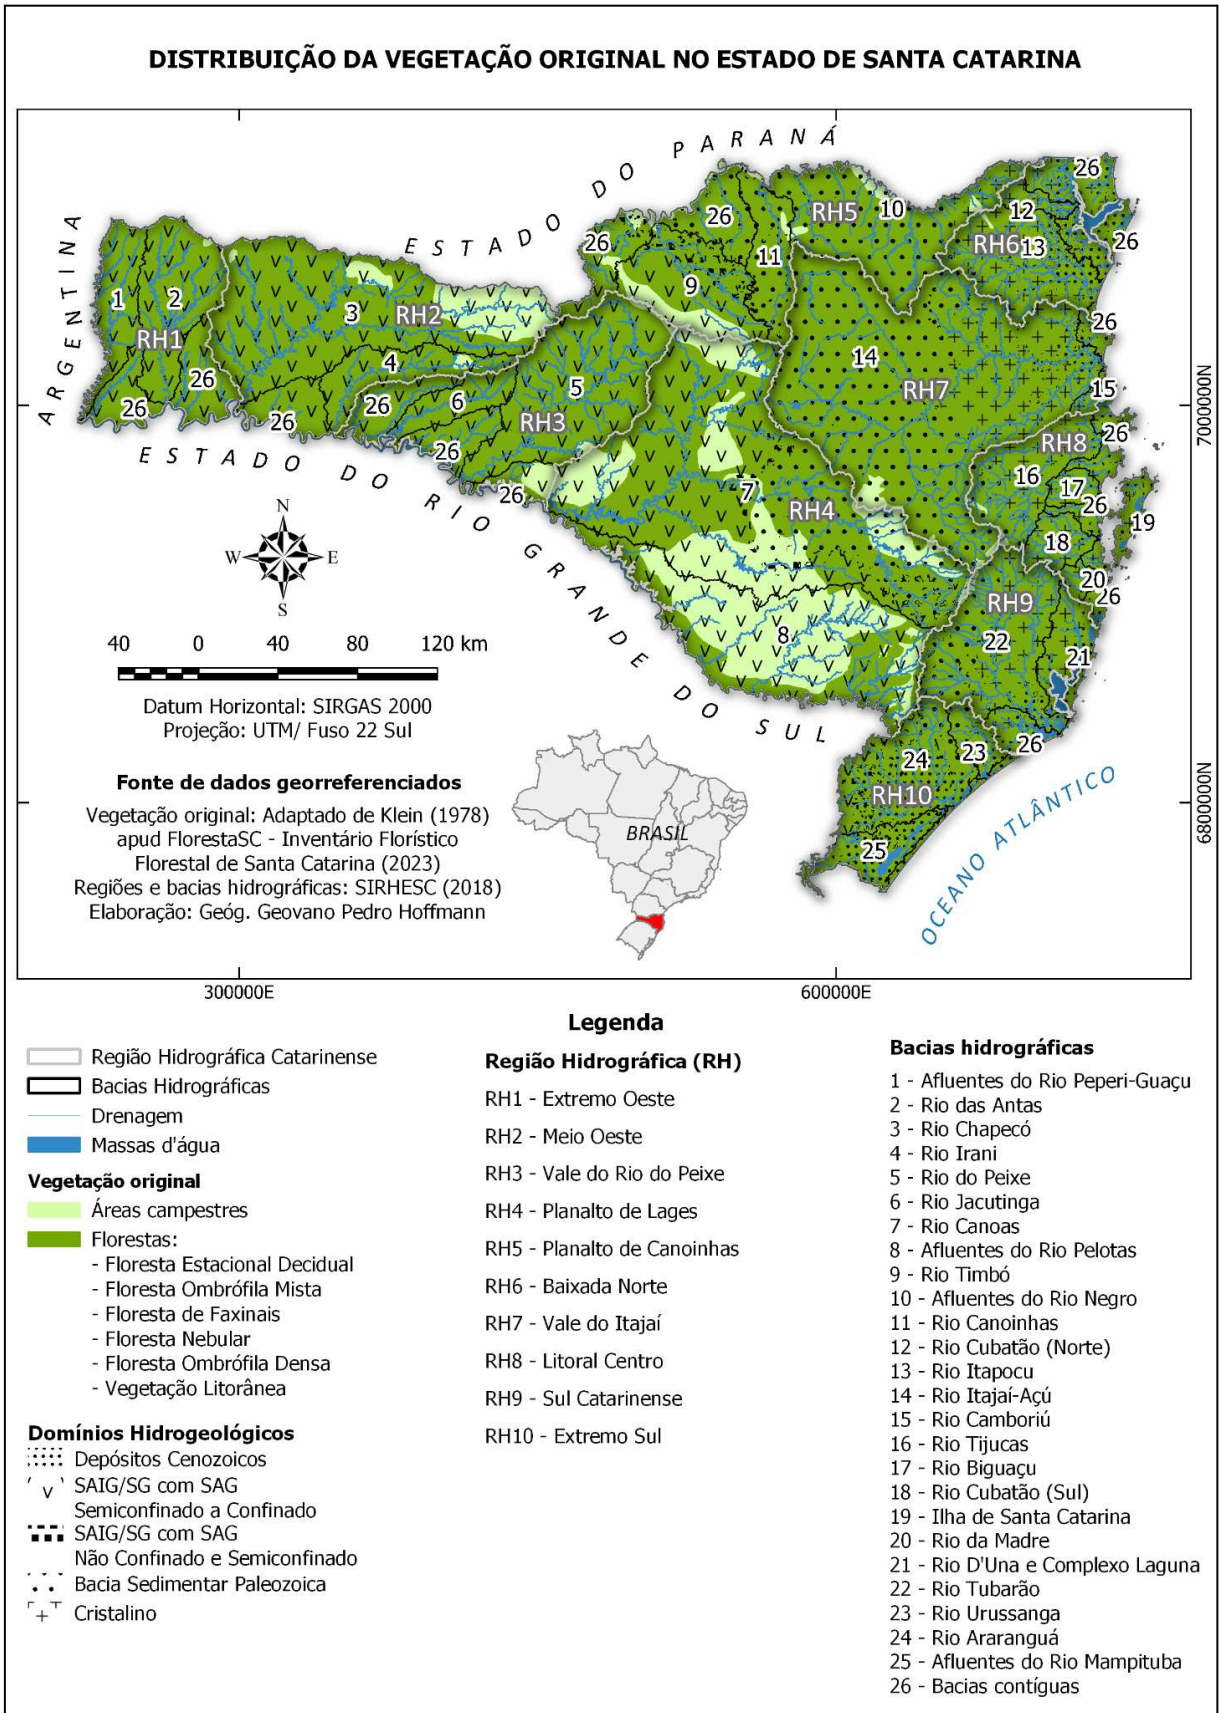 DISTRIBUIÇÃO DA VEGETAÇÃO ORIGINAL NO ESTADO DE SANTA CATARINA
ESTADO DO PARANÁ
ARGENTINA
ESTADO DO RIO GRANDE DO SUL
OCEANO ATLÂNTICO
26
12
RH6
13
26
26
RH5
10
26
11
26
9
1
2
RH1
3
RH2
4
26
26
26
26
6
5
RH3
26
26
14
RH7
26
15
RH8
26
16
17
26
18
19
20
26
7
RH4
8
RH9
22
21
26
23
24
RH10
25
7000000N
6800000N
N
W
E
S
40 0 40 80 120 km
Datum Horizontal: SIRGAS 2000
Projeção: UTM/ Fuso 22 Sul
Fonte de dados georreferenciados
Vegetação original: Adaptado de Klein (1978)
apud FlorestaSC - Inventário Florístico
Florestal de Santa Catarina (2023)
Regiões e bacias hidrográficas: SIRHESC (2018)
Elaboração: Geóg. Geovano Pedro Hoffmann
BRASIL
300000E
600000E
Legenda
Região Hidrográfica Catarinense
Bacias Hidrográficas
Drenagem
Massas d'água
Vegetação original
Áreas campestres
Florestas:
- Floresta Estacional Decidual
- Floresta Ombrófila Mista
- Floresta de Faxinais
- Floresta Nebular
- Floresta Ombrófila Densa
- Vegetação Litorânea
Domínios Hidrogeológicos
Depósitos Cenozoicos
SAIG/SG com SAG
Semiconfinado a Confinado
SAIG/SG com SAG
Não Confinado e Semiconfinado
Bacia Sedimentar Paleozoica
Cristalino
Região Hidrográfica (RH)
RH1 - Extremo Oeste
RH2 - Meio Oeste
RH3 - Vale do Rio do Peixe
RH4 - Planalto de Lages
RH5 - Planalto de Canoinhas
RH6 - Baixada Norte
RH7 - Vale do Itajaí
RH8 - Litoral Centro
RH9 - Sul Catarinense
RH10 - Extremo Sul
Bacias hidrográficas
1 - Afluentes do Rio Peperi-Guaçu
2 - Rio das Antas
3 - Rio Chapecó
4 - Rio Irani
5 - Rio do Peixe
6 - Rio Jacutinga
7 - Rio Canoas
8 - Afluentes do Rio Pelotas
9 - Rio Timbó
10 - Afluentes do Rio Negro
11 - Rio Canoinhas
12 - Rio Cubatão (Norte)
13 - Rio Itapocu
14 - Rio Itajaí-Açú
15 - Rio Camboriú
16 - Rio Tijucas
17 - Rio Biguaçu
18 - Rio Cubatão (Sul)
19 - Ilha de Santa Catarina
20 - Rio da Madre
21 - Rio D'Una e Complexo Laguna
22 - Rio Tubarão
23 - Rio Urussanga
24 - Rio Araranguá
25 - Afluentes do Rio Mampituba
26 - Bacias contíguas